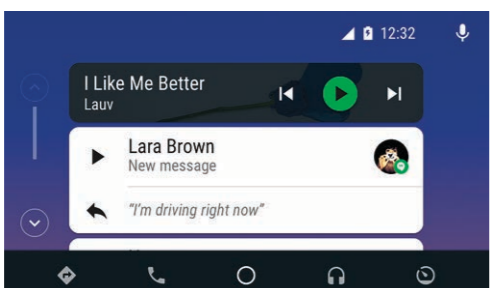 12:32
I Like Me Better
Lauv
Lara Brown
New message
"I'm driving right now"